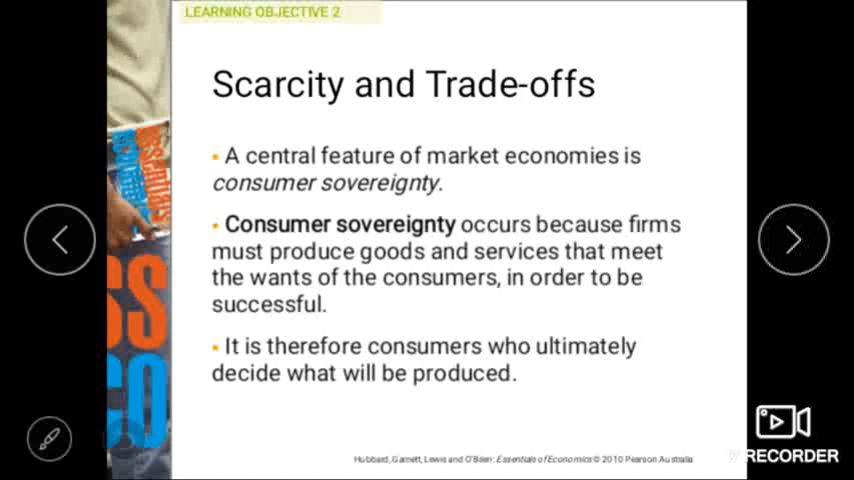 LEARNING OBJECTIVE 2
Scarcity and Trade-offs
▪ A central feature of market economies is
consumer sovereignty.
▪ Consumer sovereignty occurs because firms
must produce goods and services that meet
the wants of the consumers, in order to be
successful.
▪ It is therefore consumers who ultimately
decide what will be produced.
Hubbard, Garnett, Lewis and O'Brien: Essentials of Economics © 2010 Pearson Australia
RECORDER